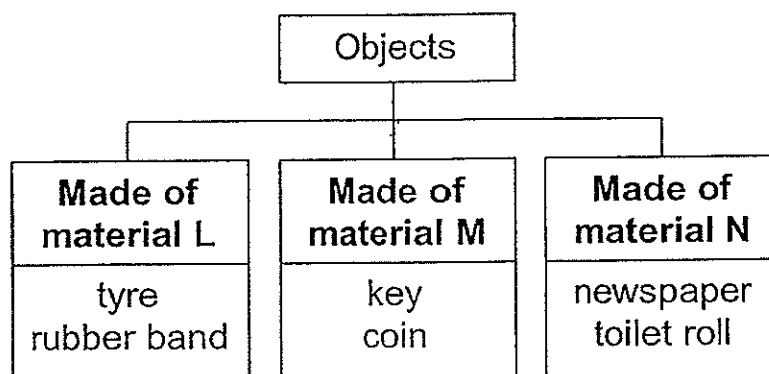 Objects
Made of
material L
tyre
rubber band
Made of
material M
key
coin
Made of
material N
newspaper
toilet roll